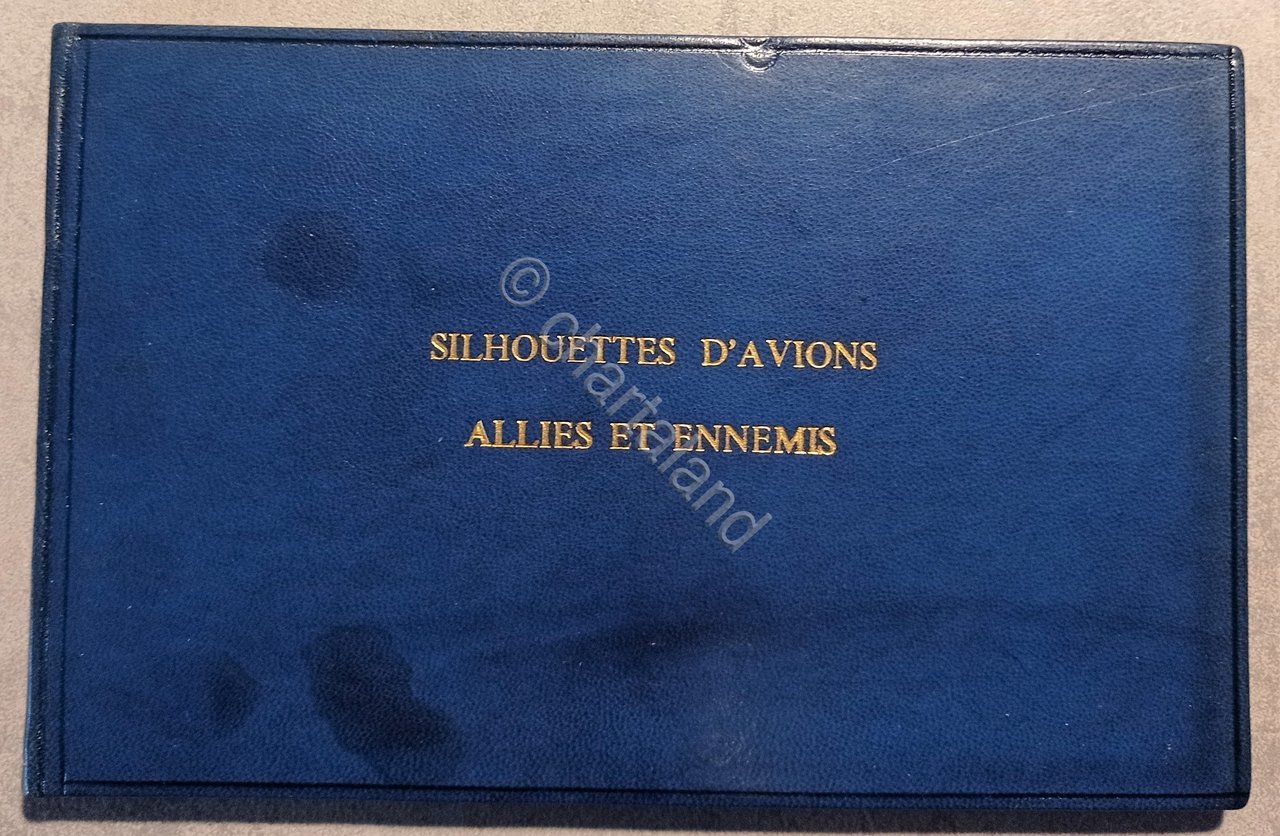 SILHOUETTES D'AVIONS
ALLIES ET ENNEMIS
© chartaland